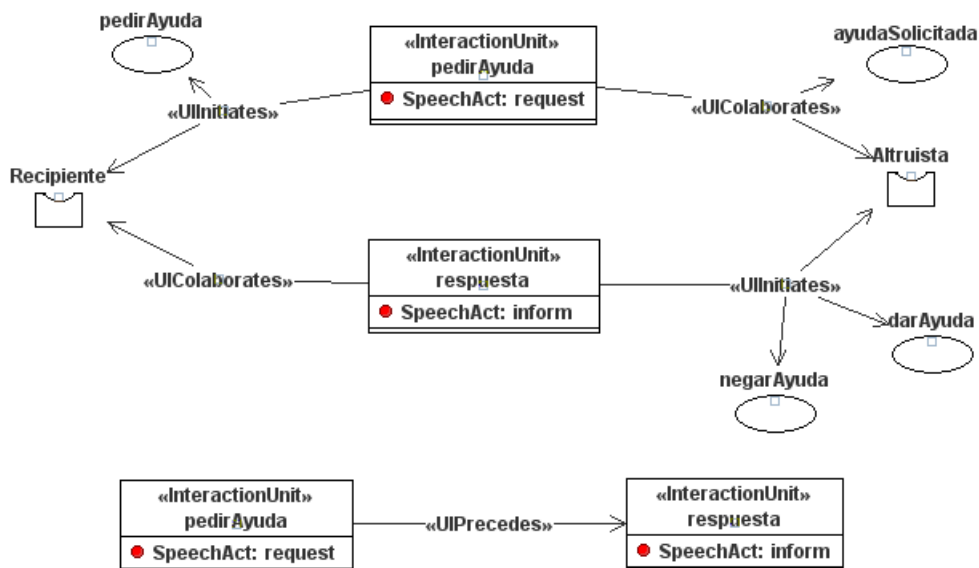 pedirAyuda
«InteractionUnit»
pedirAyuda
SpeechAct: request
ayudaSolicitada
«UIInitiates»
«UIColaborates»
Recipiente
Altruista
«InteractionUnit»
respuesta
SpeechAct: inform
«UIColaborates»
«UIInitiates»
darAyuda
negarAyuda
«InteractionUnit»
pedirAyuda
SpeechAct: request
«UIPrecedes»
«InteractionUnit»
respuesta
SpeechAct: inform